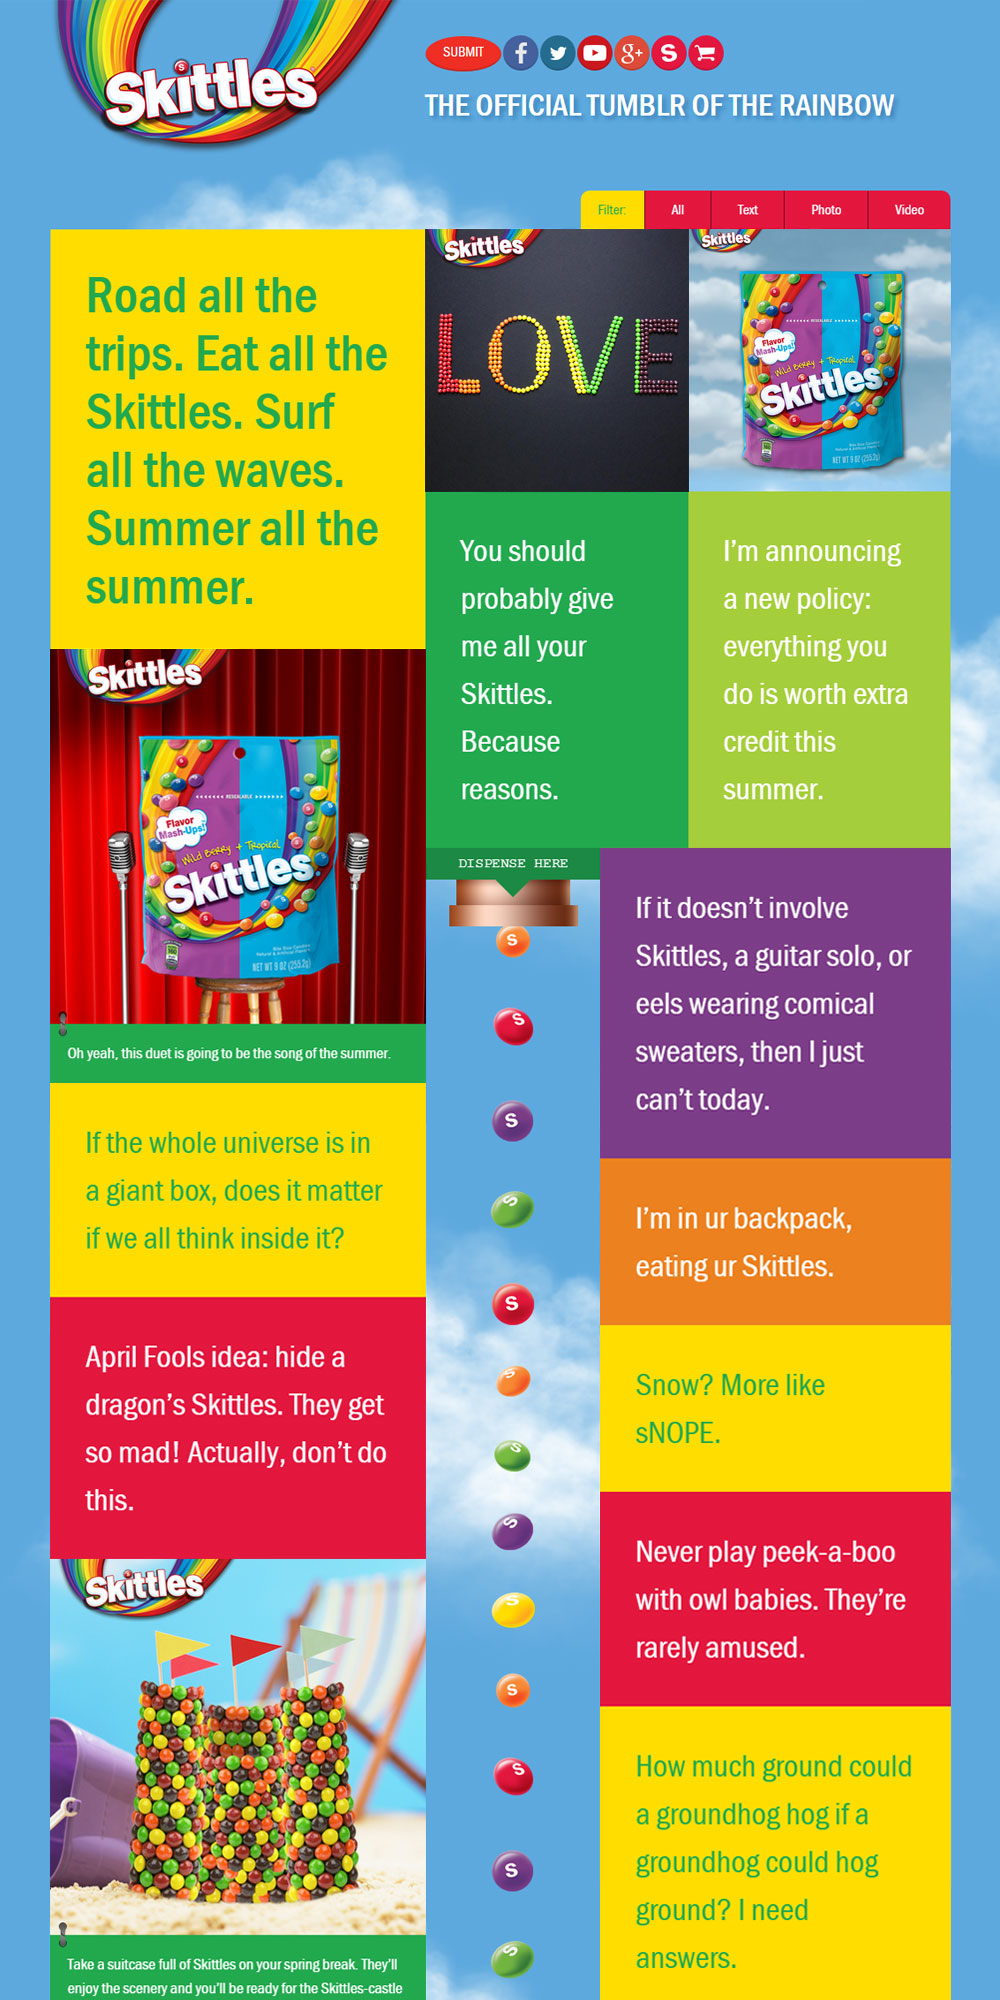 Skittles
SUBMIT
THE OFFICIAL TUMBLR OF THE RAINBOW
Filter:
All
Text
Photo
Video
Road all the
trips. Eat all the
Skittles. Surf
all the waves.
Summer all the
summer.
Skittles
LOVE
Skittles
RESEALABLE
Flavor
Mash-Ups!
Wild Berry + Tropical
Skittles
NET WT 9 OZ (255.2g)
You should
probably give
me all your
Skittles.
Because
reasons.
I'm announcing
a new policy:
everything you
do is worth extra
credit this
summer.
Skittles
RESEALABLE
Flavor
Mash-Ups!
Wild Berry + Tropical
Skittles
Bite Size Candies
Natural & Artificial Flavors
NET WT 9 OZ (255.2g)
Oh yeah, this duet is going to be the song of the summer.
DISPENSE HERE
If it doesn't involve
Skittles, a guitar solo, or
eels wearing comical
sweaters, then I just
can't today.
If the whole universe is in
a giant box, does it matter
if we all think inside it?
I'm in ur backpack,
eating ur Skittles.
April Fools idea: hide a
dragon's Skittles. They get
so mad! Actually, don't do
this.
Snow? More like
sNOPE.
Never play peek-a-boo
with owl babies. They're
rarely amused.
Skittles
Take a suitcase full of Skittles on your spring break. They'll
enjoy the scenery and you'll be ready for the Skittles-castle
How much ground could
a groundhog hog if a
groundhog could hog
ground? I need
answers.